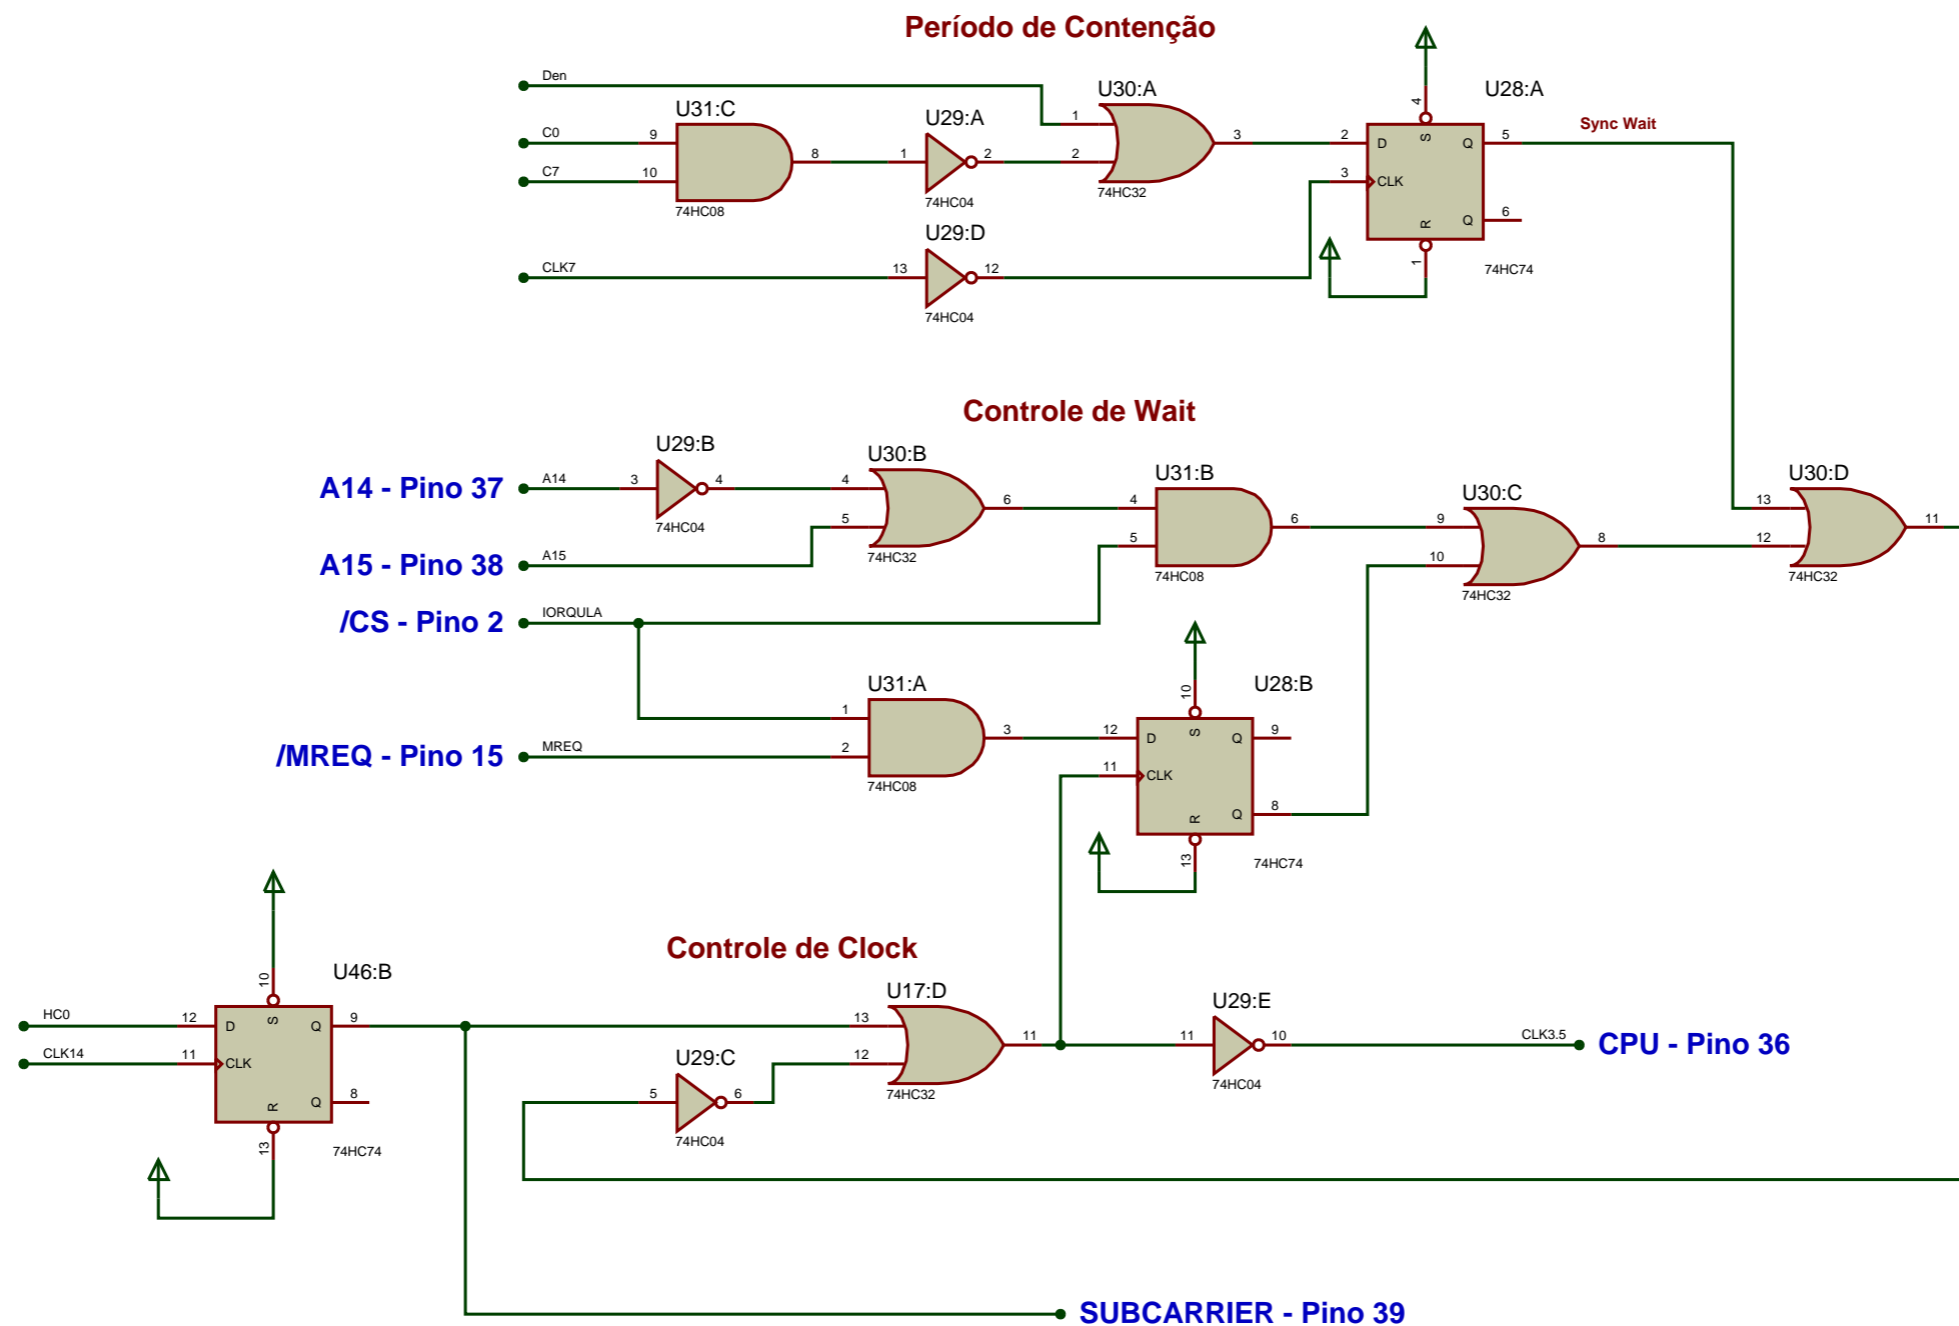 Período de Contenção
Den
U31:C
C0
9
8
C7
10
74HC08
U29:A
1
2
74HC04
U30:A
1
2
3
74HC32
U29:D
CLK7
13
12
74HC04
U28:A
4
S
2
D
Q
5
3
CLK
Q
6
R
1
74HC74
Sync Wait
Controle de Wait
U29:B
A14 - Pino 37
A14
3
4
74HC04
U30:B
4
5
6
74HC32
A15 - Pino 38
A15
U31:B
4
5
6
74HC08
U30:C
9
10
8
74HC32
U30:D
13
12
11
74HC32
/CS - Pino 2
IORQULA
U31:A
1
2
3
74HC08
/MREQ - Pino 15
MREQ
U28:B
10
S
12
D
Q
9
11
CLK
Q
8
R
13
74HC74
Controle de Clock
U46:B
10
S
HC0
12
D
Q
9
CLK14
11
CLK
Q
8
R
13
74HC74
U17:D
13
12
11
74HC32
U29:C
5
6
74HC04
U29:E
11
10
74HC04
CLK3.5
CPU - Pino 36
SUBCARRIER - Pino 39